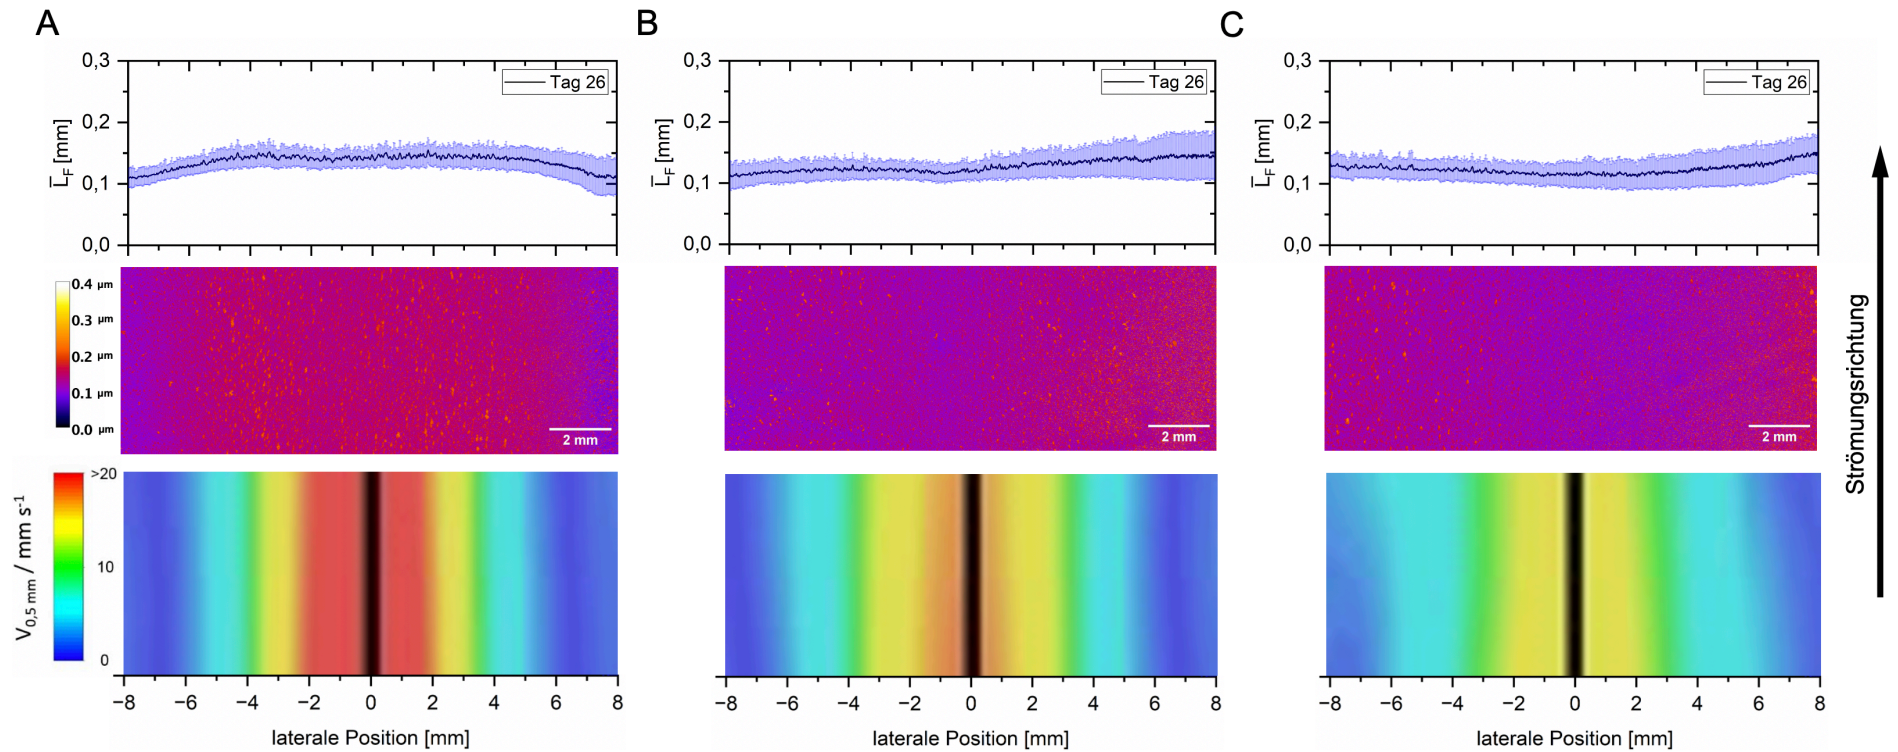 A
B
C
0,3
0,2
0,1
0,0
L̅F [mm]
Tag 26
0,3
0,2
0,1
0,0
L̅F [mm]
Tag 26
0,3
0,2
0,1
0,0
L̅F [mm]
Tag 26
0.4 µm
0.3 µm
0.2 µm
0.1 µm
0.0 µm
2 mm
2 mm
2 mm
Strömungsrichtung
V0,5 mm / mm s-1
>20
10
0
−8 −6 −4 −2 0 2 4 6 8
laterale Position [mm]
−8 −6 −4 −2 0 2 4 6 8
laterale Position [mm]
−8 −6 −4 −2 0 2 4 6 8
laterale Position [mm]